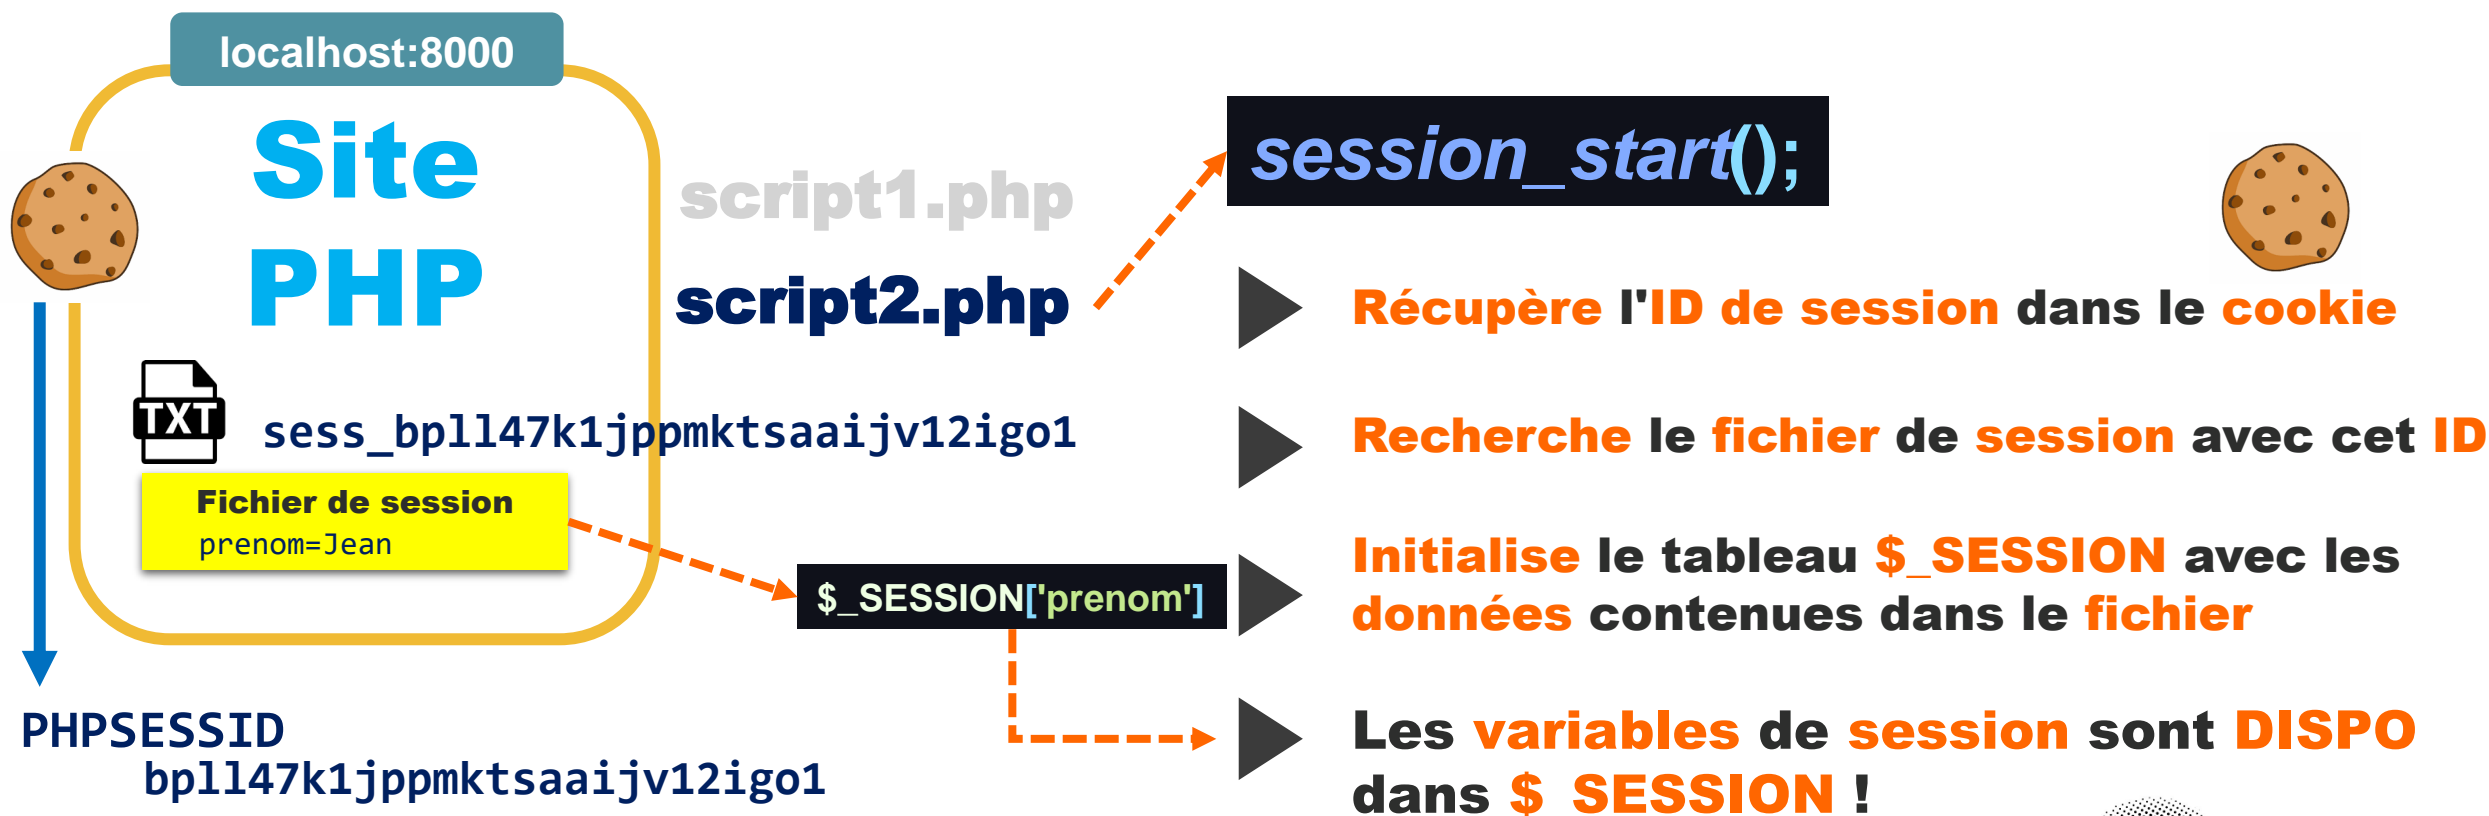 localhost:8000
Site
PHP
script1.php
script2.php
session_start();
TXT
sess_bpll47k1jppmktsaaijv12igo1
Fichier de session
prenom=Jean
$_SESSION['prenom']
PHPSESSID
bpll47k1jppmktsaaijv12igo1
Récupère l'ID de session dans le cookie
Recherche le fichier de session avec cet ID
Initialise le tableau $_SESSION avec les
données contenues dans le fichier
Les variables de session sont DISPO
dans $_SESSION !